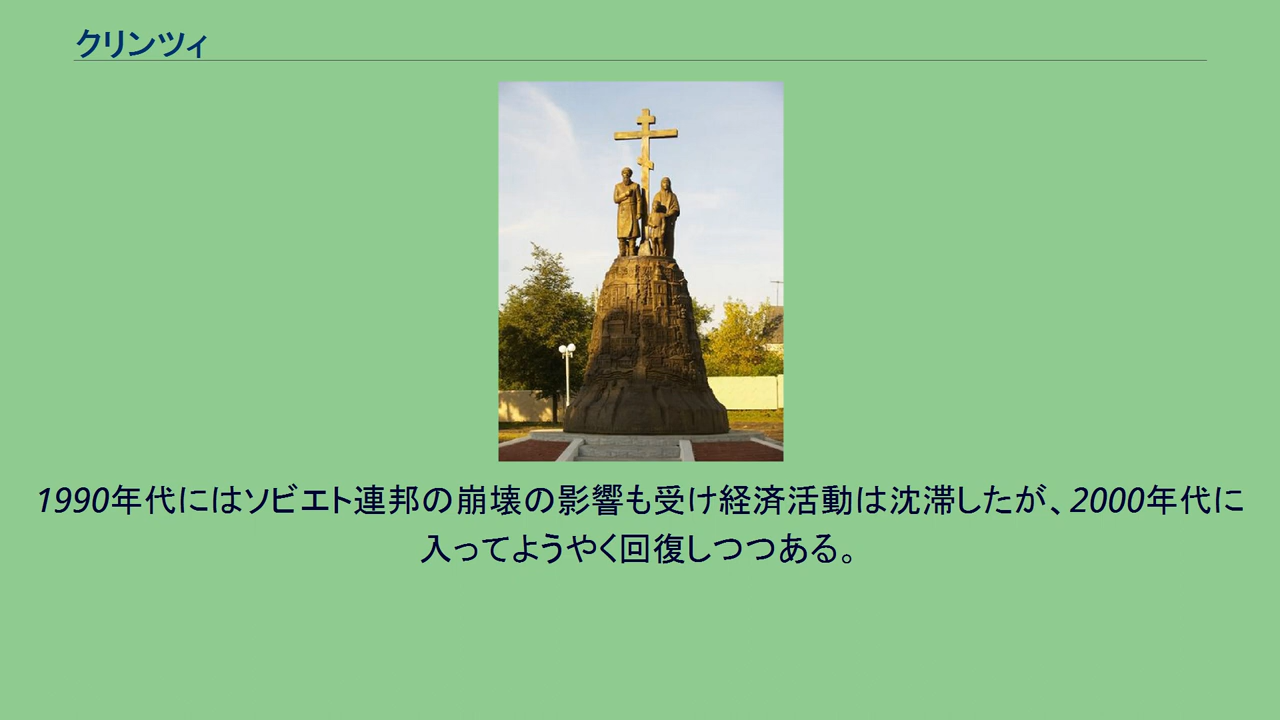 クリンツィ
1990年代にはソビエト連邦の崩壊の影響も受け経済活動は沈滞したが、2000年代に
入ってようやく回復しつつある。